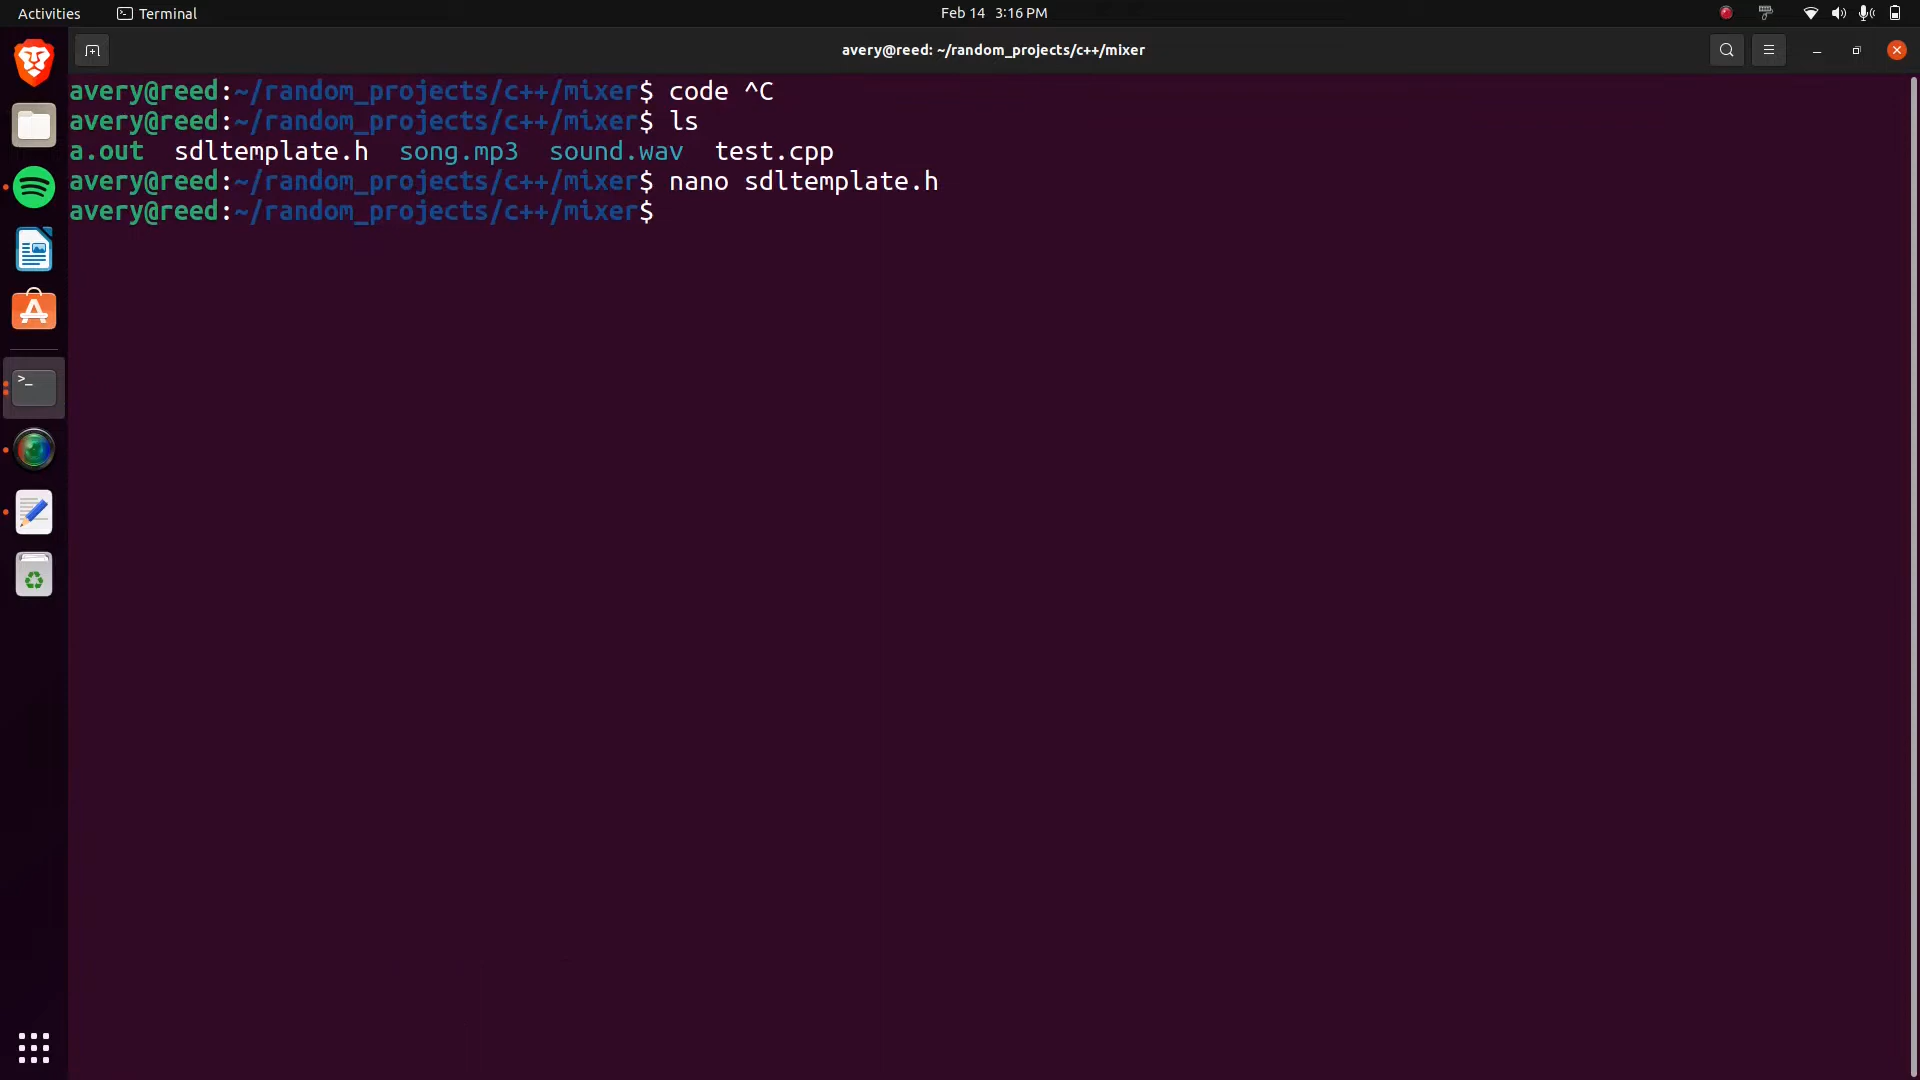 Activities Terminal Feb 14 3:16 PM
avery@reed: ~/random_projects/c++/mixer
avery@reed:~/random_projects/c++/mixer$ code ^C
avery@reed:~/random_projects/c++/mixer$ ls
a.out sdltemplate.h song.mp3 sound.wav test.cpp
avery@reed:~/random_projects/c++/mixer$ nano sdltemplate.h
avery@reed:~/random_projects/c++/mixer$